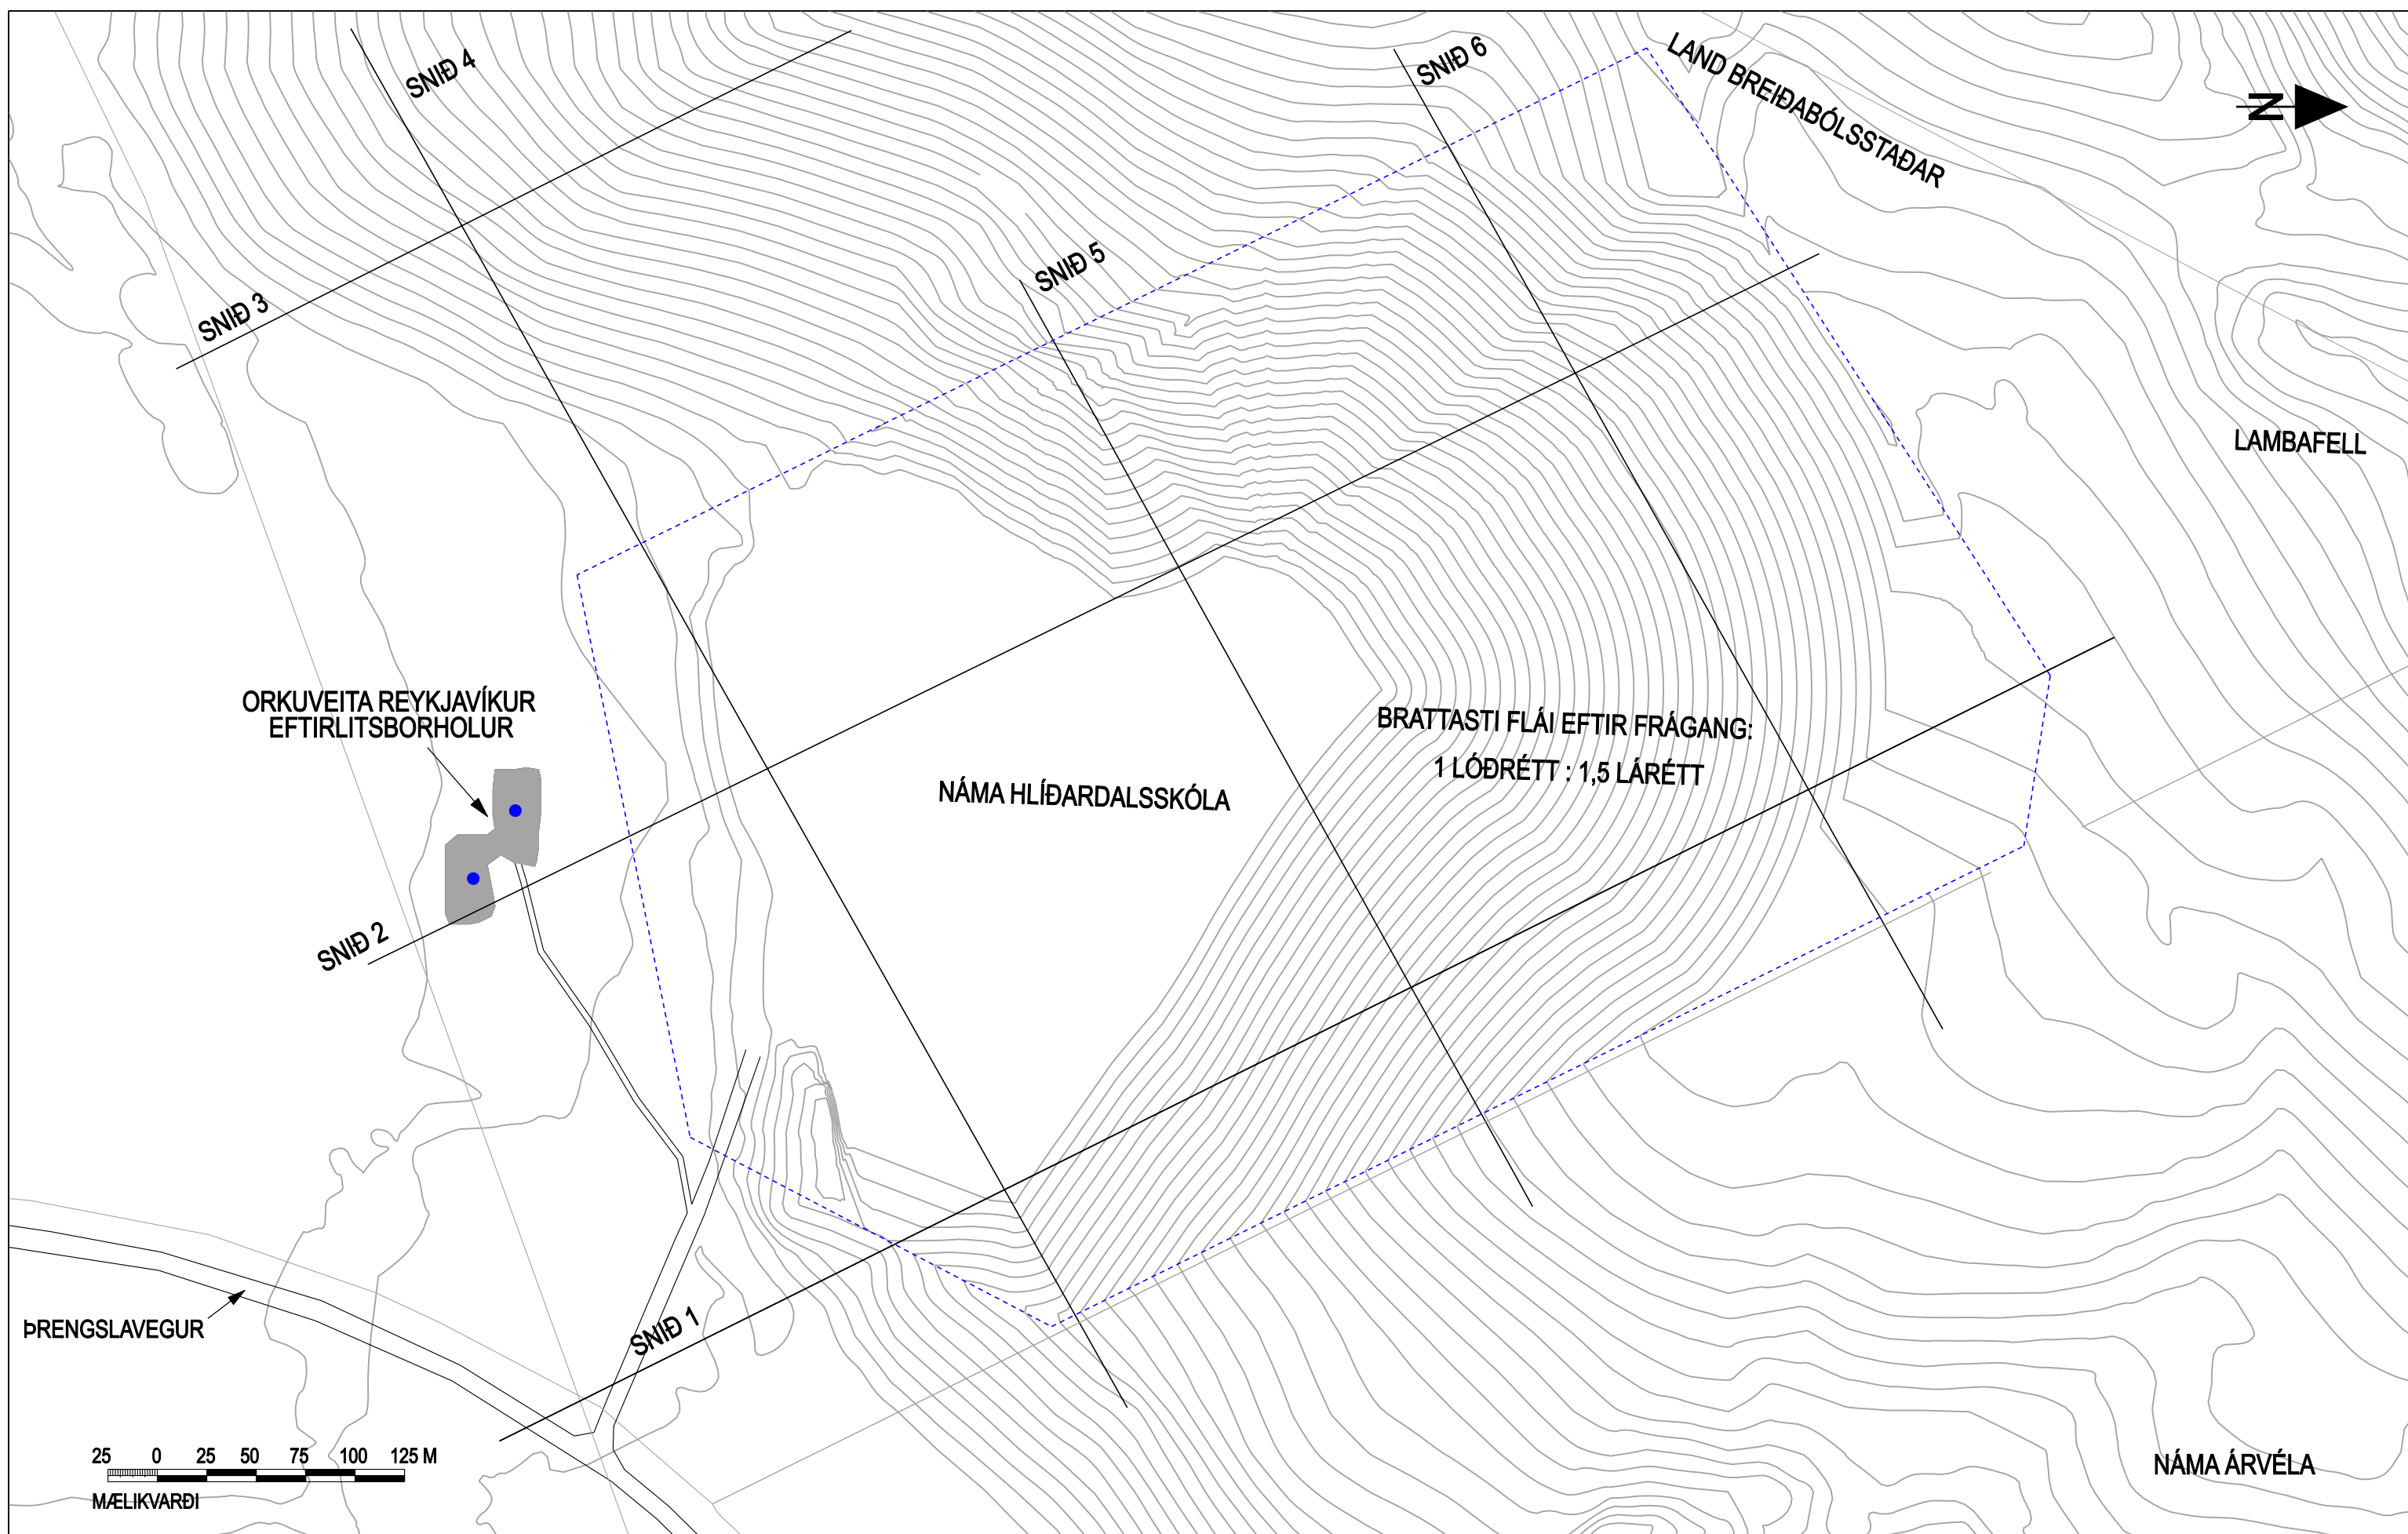 SNIÐ 4
SNIÐ 6
LAND BREIÐABÓLSSTAÐAR
N
SNIÐ 5
SNIÐ 3
LAMBAFELL
ORKUVEITA REYKJAVÍKUR
EFTIRLITSBORHOLUR
BRATTASTI FLÁI EFTIR FRÁGANG:
1 LÓÐRÉTT : 1,5 LÁRÉTT
NÁMA HLÍÐARDALSSKÓLA
SNIÐ 2
SNIÐ 1
ÞRENGSLAVEGUR
25 0 25 50 75 100 125 M
MÆLIKVARÐI
NÁMA ÁRVÉLA